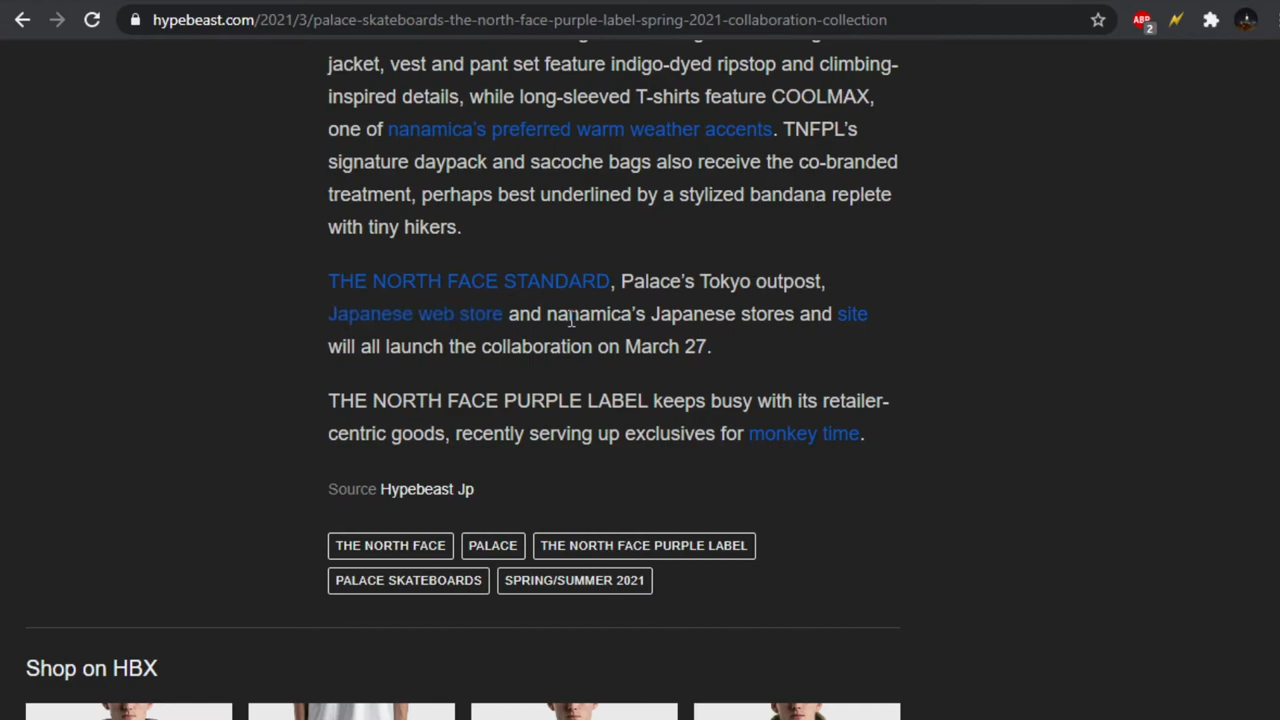 hypebeast.com/2021/3/palace-skateboards-the-north-face-purple-label-spring-2021-collaboration-collection
ABP
2
jacket, vest and pant set feature indigo-dyed ripstop and climbing-
inspired details, while long-sleeved T-shirts feature COOLMAX,
one of nanamica's preferred warm weather accents. TNFPL's
signature daypack and sacoche bags also receive the co-branded
treatment, perhaps best underlined by a stylized bandana replete
with tiny hikers.
THE NORTH FACE STANDARD, Palace's Tokyo outpost,
Japanese web store and nanamica's Japanese stores and site
will all launch the collaboration on March 27.
THE NORTH FACE PURPLE LABEL keeps busy with its retailer-
centric goods, recently serving up exclusives for monkey time.
Source Hypebeast Jp
THE NORTH FACE PALACE THE NORTH FACE PURPLE LABEL
PALACE SKATEBOARDS SPRING/SUMMER 2021
Shop on HBX